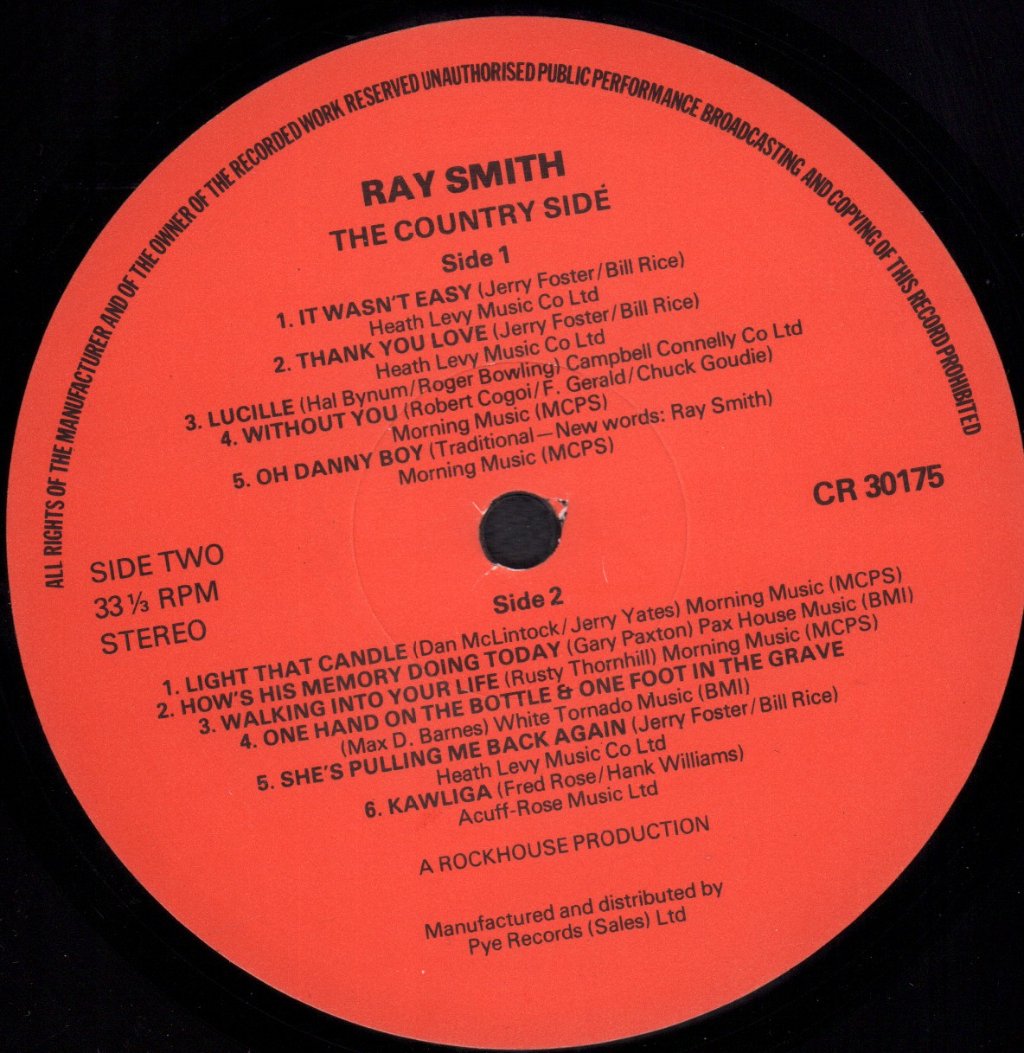 ALL RIGHTS OF THE MANUFACTURER AND OF THE OWNER OF THE RECORDED WORK RESERVED UNAUTHORISED PUBLIC PERFORMANCE BROADCASTING AND COPYING OF THIS RECORD PROHIBITED
RAY SMITH
THE COUNTRY SIDÉ
Side 1
1. IT WASN'T EASY (Jerry Foster/Bill Rice)
Heath Levy Music Co Ltd
2. THANK YOU LOVE (Jerry Foster/Bill Rice)
Heath Levy Music Co Ltd
3. LUCILLE (Hal Bynum/Roger Bowling) Campbell Connelly Co Ltd
4. WITHOUT YOU (Robert Cogoi/F. Gerald/Chuck Goudie)
Morning Music (MCPS)
5. OH DANNY BOY (Traditional—New words: Ray Smith)
Morning Music (MCPS)
CR 30175
SIDE TWO
33 ⅓ RPM
STEREO
Side 2
1. LIGHT THAT CANDLE (Dan McLintock/Jerry Yates) Morning Music (MCPS)
2. HOW'S HIS MEMORY DOING TODAY (Gary Paxton) Pax House Music (BMI)
3. WALKING INTO YOUR LIFE (Rusty Thornhill) Morning Music (MCPS)
4. ONE HAND ON THE BOTTLE & ONE FOOT IN THE GRAVE
(Max D. Barnes) White Tornado Music (BMI)
5. SHE'S PULLING ME BACK AGAIN (Jerry Foster/Bill Rice)
Heath Levy Music Co Ltd
6. KAWLIGA (Fred Rose/Hank Williams)
Acuff-Rose Music Ltd
A ROCKHOUSE PRODUCTION
Manufactured and distributed by
Pye Records (Sales) Ltd